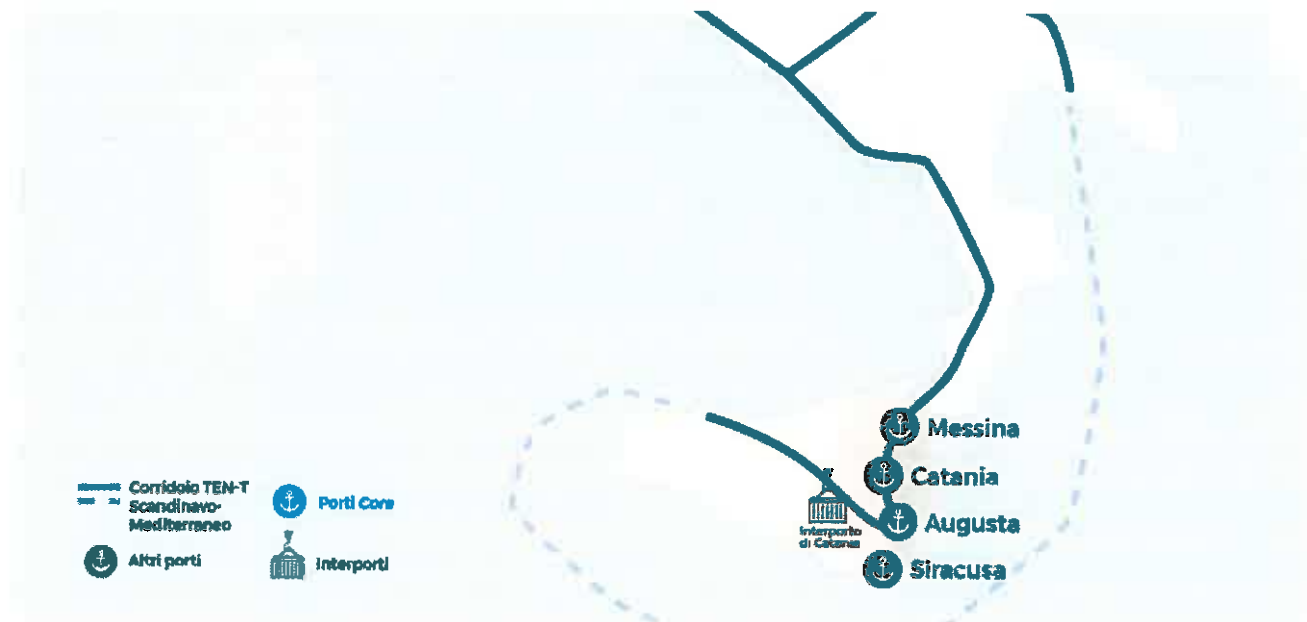 Messina
Catania
Augusta
Siracusa
Interporto
di Catania
Corridoio TEN-T
Scandinavo-
Mediterraneo
Porti Core
Altri porti
Interporti